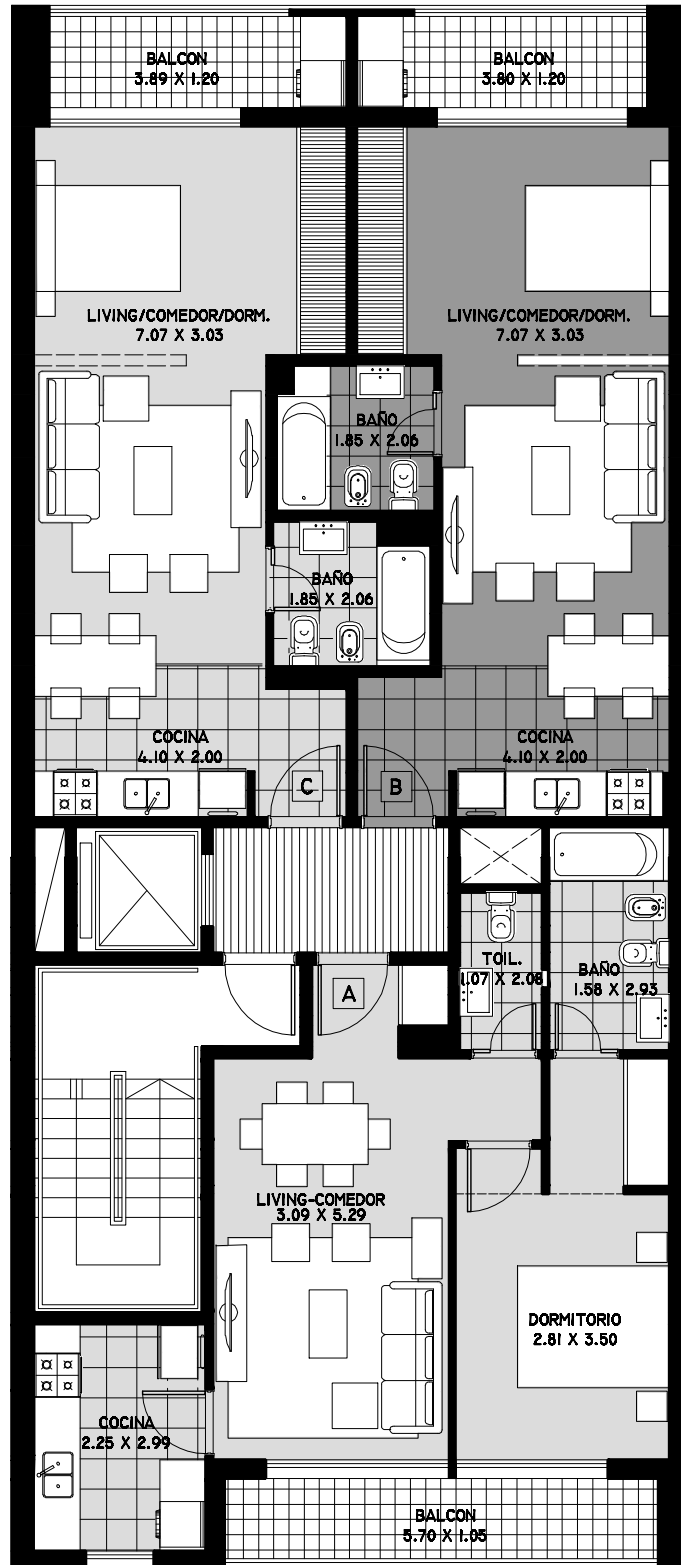 BALCON
3.89 X 1.20
BALCON
3.80 X 1.20
LIVING/COMEDOR/DORM.
7.07 X 3.03
LIVING/COMEDOR/DORM.
7.07 X 3.03
BAÑO
1.85 X 2.06
BAÑO
1.85 X 2.06
COCINA
4.10 X 2.00
COCINA
4.10 X 2.00
C
B
TOIL.
1.07 X 2.08
BAÑO
1.58 X 2.93
A
LIVING-COMEDOR
3.09 X 5.29
DORMITORIO
2.81 X 3.50
COCINA
2.25 X 2.99
BALCON
5.70 X 1.05